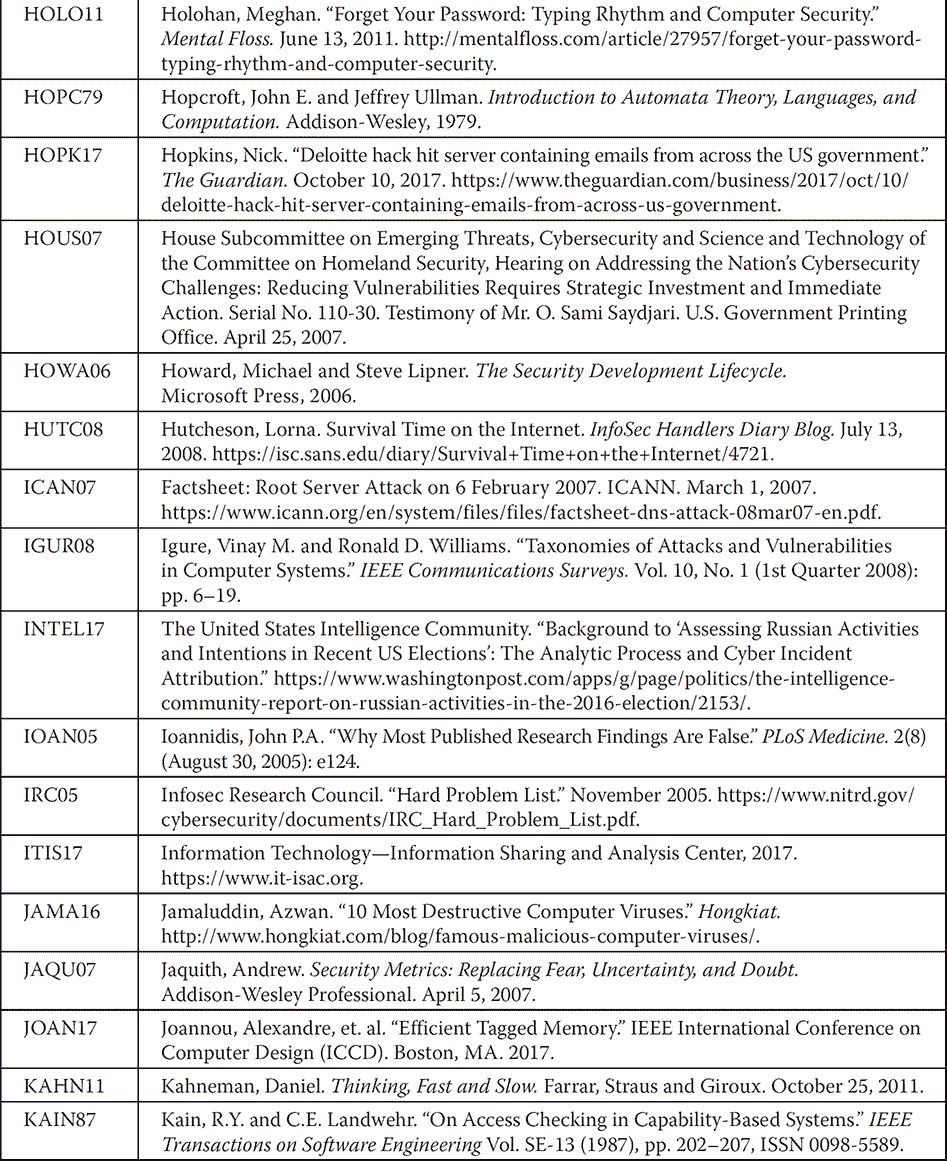 HOLO11 Holohan, Meghan. “Forget Your Password: Typing Rhythm and Computer Security.”
Mental Floss. June 13, 2011. http://mentalfloss.com/article/27957/forget-your-password-
typing-rhythm-and-computer-security.
HOPC79 Hopcroft, John E. and Jeffrey Ullman. Introduction to Automata Theory, Languages, and
Computation. Addison-Wesley, 1979.
HOPK17 Hopkins, Nick. “Deloitte hack hit server containing emails from across the US government.”
The Guardian. October 10, 2017. https://www.theguardian.com/business/2017/oct/10/
deloitte-hack-hit-server-containing-emails-from-across-us-government.
HOUS07 House Subcommittee on Emerging Threats, Cybersecurity and Science and Technology of
the Committee on Homeland Security, Hearing on Addressing the Nation’s Cybersecurity
Challenges: Reducing Vulnerabilities Requires Strategic Investment and Immediate
Action. Serial No. 110-30. Testimony of Mr. O. Sami Saydjari. U.S. Government Printing
Office. April 25, 2007.
HOWA06 Howard, Michael and Steve Lipner. The Security Development Lifecycle.
Microsoft Press, 2006.
HUTC08 Hutcheson, Lorna. Survival Time on the Internet. InfoSec Handlers Diary Blog. July 13,
2008. https://isc.sans.edu/diary/Survival+Time+on+the+Internet/4721.
ICAN07 Factsheet: Root Server Attack on 6 February 2007. ICANN. March 1, 2007.
https://www.icann.org/en/system/files/files/factsheet-dns-attack-08mar07-en.pdf.
IGUR08 Igure, Vinay M. and Ronald D. Williams. “Taxonomies of Attacks and Vulnerabilities
in Computer Systems.” IEEE Communications Surveys. Vol. 10, No. 1 (1st Quarter 2008):
pp. 6–19.
INTEL17 The United States Intelligence Community. “Background to ‘Assessing Russian Activities
and Intentions in Recent US Elections’: The Analytic Process and Cyber Incident
Attribution.” https://www.washingtonpost.com/apps/g/page/politics/the-intelligence-
community-report-on-russian-activities-in-the-2016-election/2153/.
IOAN05 Ioannidis, John P.A. “Why Most Published Research Findings Are False.” PLoS Medicine. 2(8)
(August 30, 2005): e124.
IRC05 Infosec Research Council. “Hard Problem List.” November 2005. https://www.nitrd.gov/
cybersecurity/documents/IRC_Hard_Problem_List.pdf.
ITIS17 Information Technology—Information Sharing and Analysis Center, 2017.
https://www.it-isac.org.
JAMA16 Jamaluddin, Azwan. “10 Most Destructive Computer Viruses.” Hongkiat.
http://www.hongkiat.com/blog/famous-malicious-computer-viruses/.
JAQU07 Jaquith, Andrew. Security Metrics: Replacing Fear, Uncertainty, and Doubt.
Addison-Wesley Professional. April 5, 2007.
JOAN17 Joannou, Alexandre, et. al. “Efficient Tagged Memory.” IEEE International Conference on
Computer Design (ICCD). Boston, MA. 2017.
KAHN11 Kahneman, Daniel. Thinking, Fast and Slow. Farrar, Straus and Giroux. October 25, 2011.
KAIN87 Kain, R.Y. and C.E. Landwehr. “On Access Checking in Capability-Based Systems.” IEEE
Transactions on Software Engineering Vol. SE-13 (1987), pp. 202–207, ISSN 0098-5589.